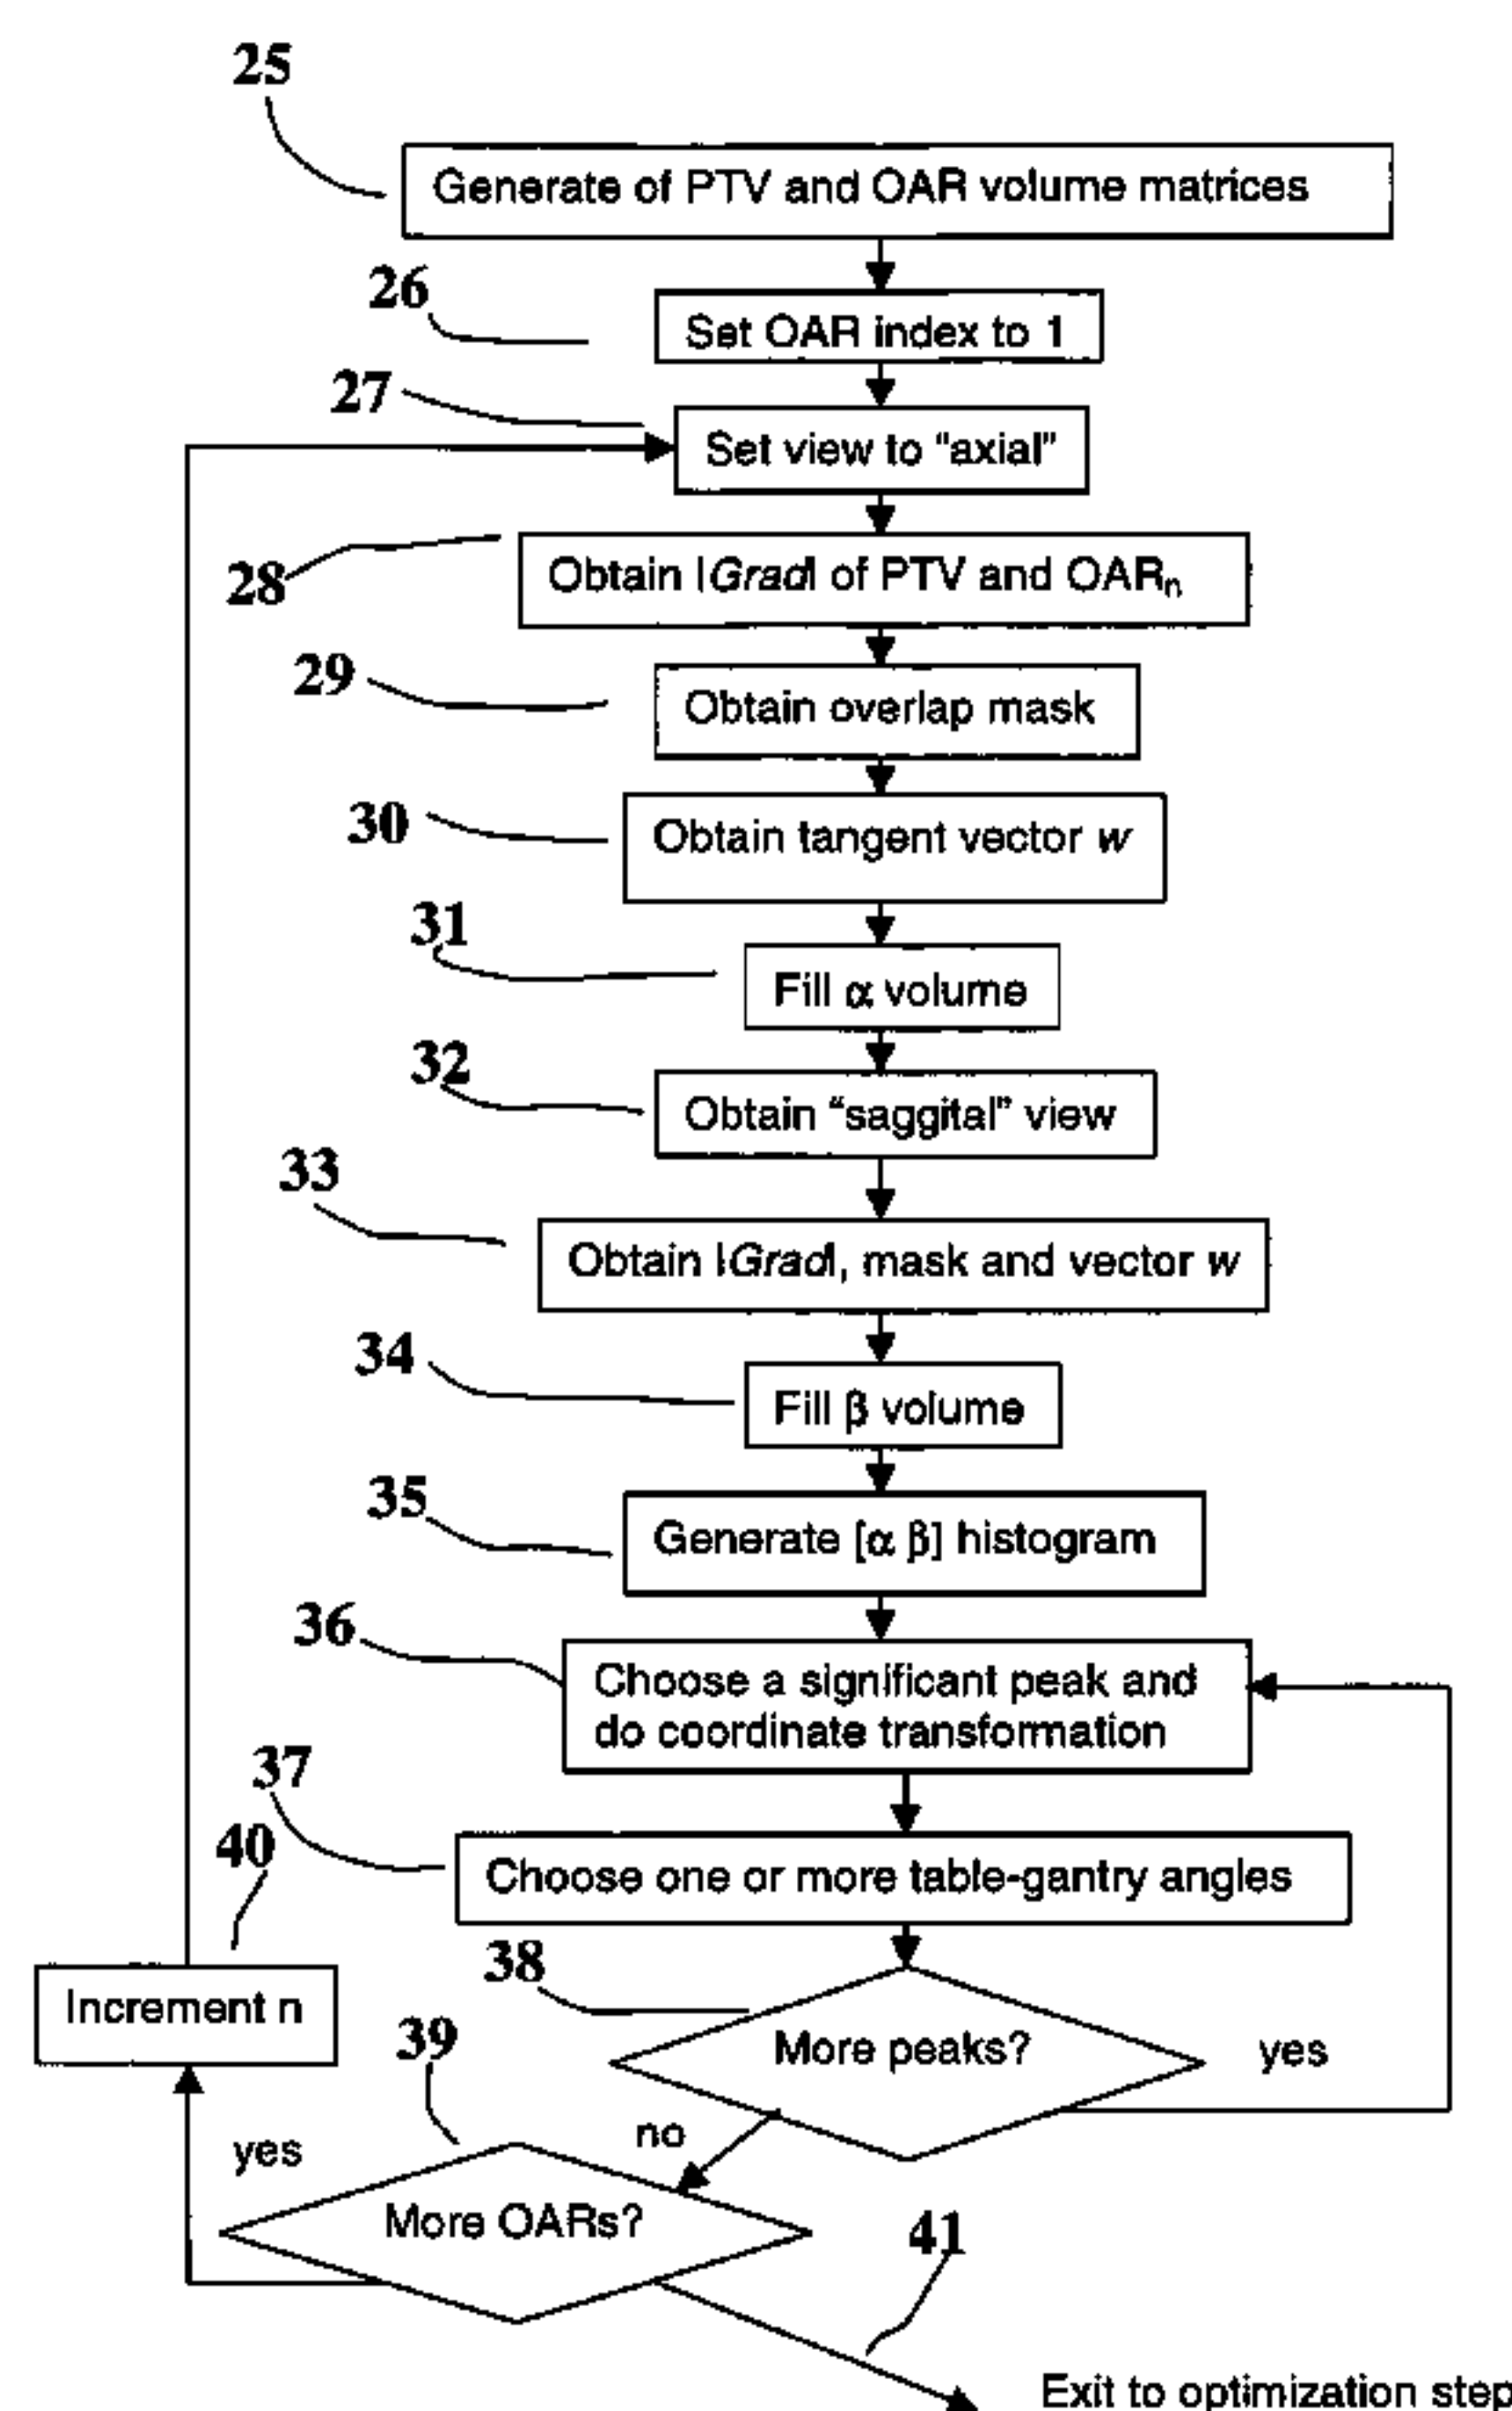 25
Generate of PTV and OAR volume matrices
26
Set OAR index to 1
27
Set view to “axial”
28
Obtain |Grad| of PTV and OARn
29
Obtain overlap mask
30
Obtain tangent vector w
31
Fill α volume
32
Obtain “saggital” view
33
Obtain |Grad|, mask and vector w
34
Fill β volume
35
Generate [α β] histogram
36
Choose a significant peak and
do coordinate transformation
37
Choose one or more table-gantry angles
40
38
Increment n
More peaks?
yes
39
no
yes
More OARs?
41
Exit to optimization step